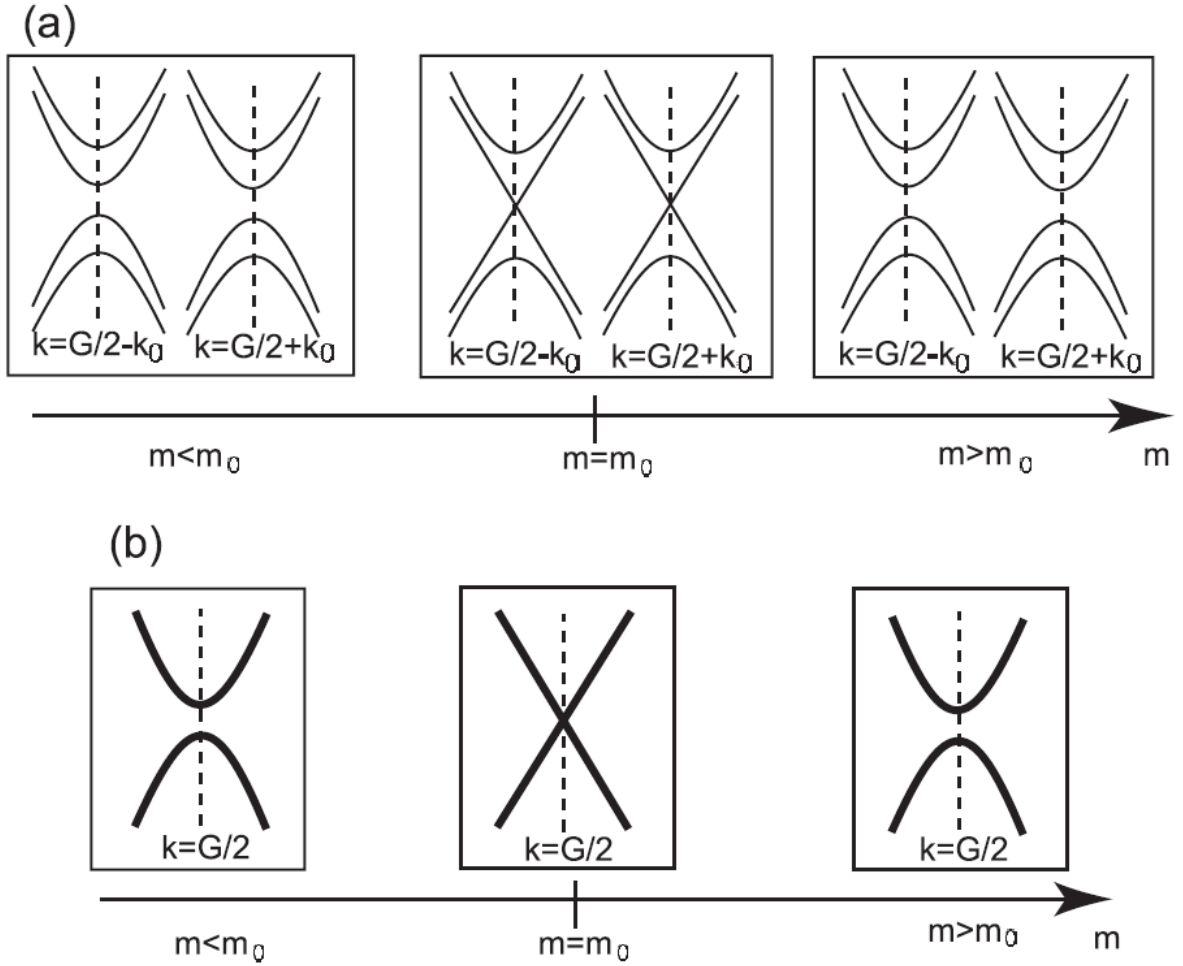 (a)
k=G/2-k₀ k=G/2+k₀ k=G/2-k₀ k=G/2+k₀ k=G/2-k₀ k=G/2+k₀
m<m₀ m=m₀ m>m₀ m
(b)
k=G/2 k=G/2 k=G/2
m<m₀ m=m₀ m>m₀ m